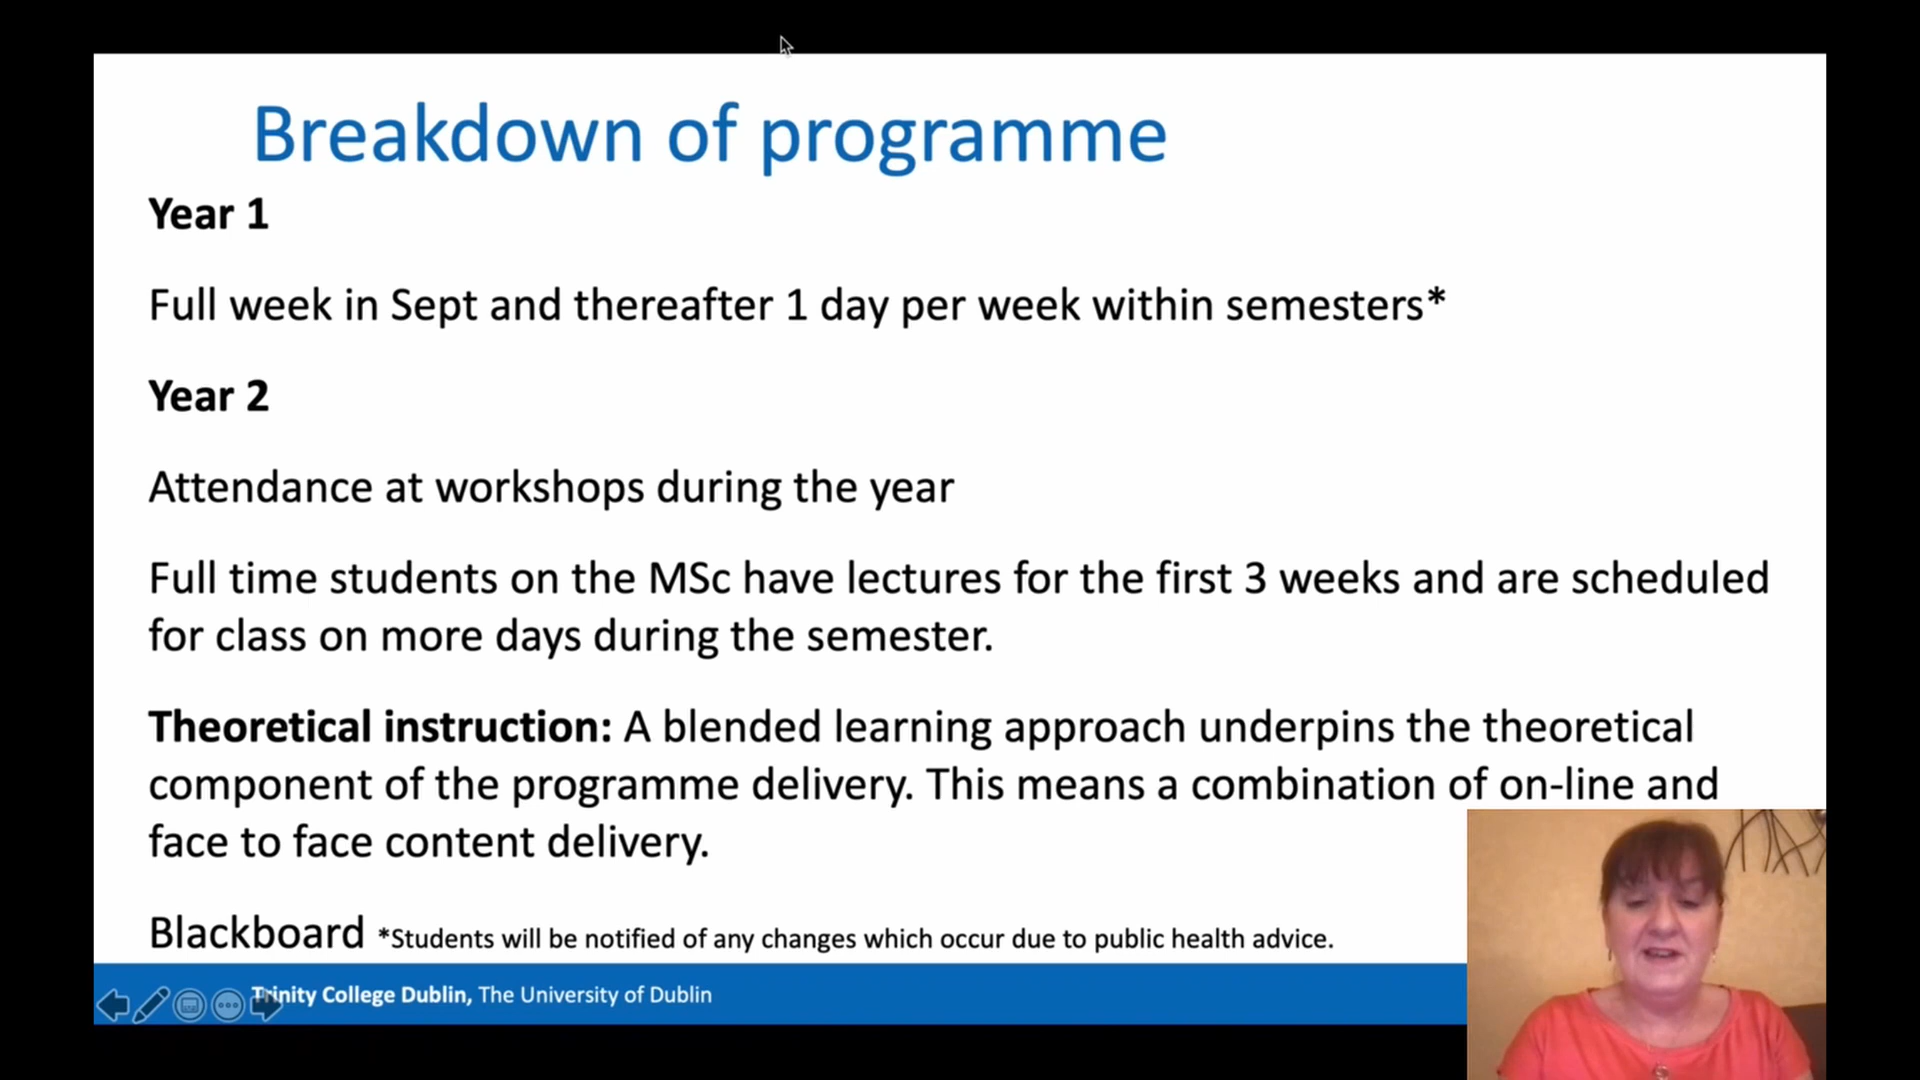 Breakdown of programme
Year 1
Full week in Sept and thereafter 1 day per week within semesters*
Year 2
Attendance at workshops during the year
Full time students on the MSc have lectures for the first 3 weeks and are scheduled
for class on more days during the semester.
Theoretical instruction: A blended learning approach underpins the theoretical
component of the programme delivery. This means a combination of on-line and
face to face content delivery.
Blackboard *Students will be notified of any changes which occur due to public health advice.
Trinity College Dublin, The University of Dublin